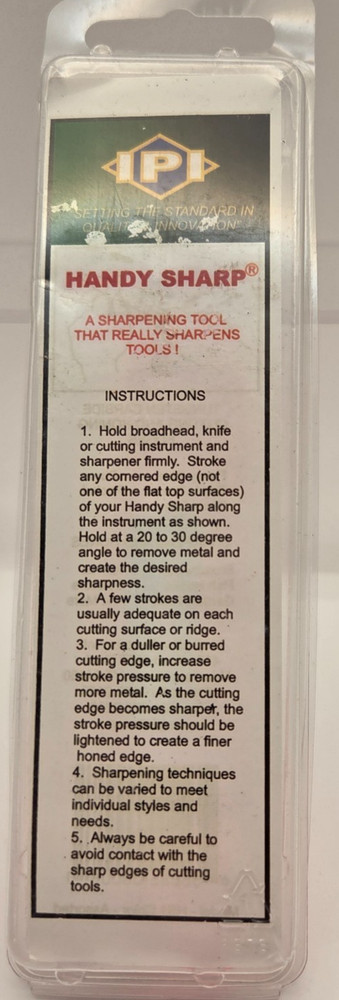 IPI
"SETTING THE STANDARD IN
QUALITY INNOVATION"
HANDY SHARP®
A SHARPENING TOOL
THAT REALLY SHARPENS
TOOLS !
INSTRUCTIONS
1. Hold broadhead, knife
or cutting instrument and
sharpener firmly. Stroke
any cornered edge (not
one of the flat top surfaces)
of your Handy Sharp along
the instrument as shown.
Hold at a 20 to 30 degree
angle to remove metal and
create the desired
sharpness.
2. A few strokes are
usually adequate on each
cutting surface or ridge.
3. For a duller or burred
cutting edge, increase
stroke pressure to remove
more metal. As the cutting
edge becomes sharper, the
stroke pressure should be
lightened to create a finer
honed edge.
4. Sharpening techniques
can be varied to meet
individual styles and
needs.
5. Always be careful to
avoid contact with the
sharp edges of cutting
tools.